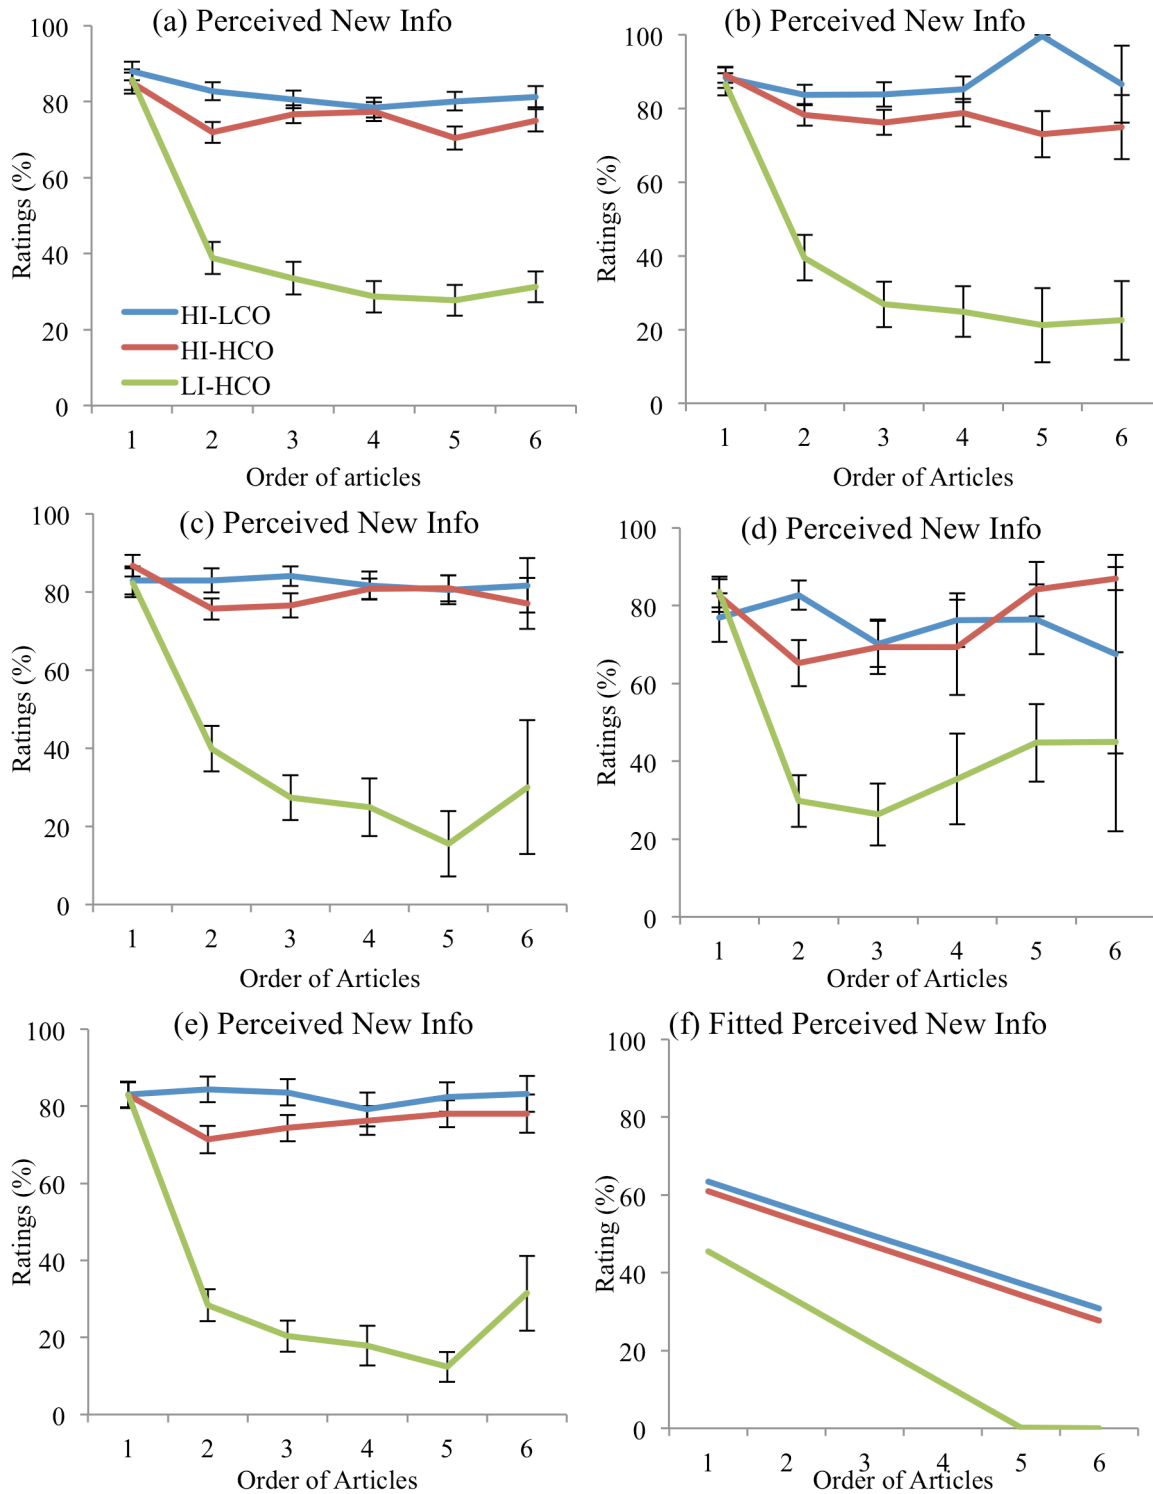 (a) Perceived New Info
100
80
60
40
20
0
Ratings (%)
HI-LCO
HI-HCO
LI-HCO
1 2 3 4 5 6
Order of articles
(b) Perceived New Info
100
80
60
40
20
0
Ratings (%)
1 2 3 4 5 6
Order of Articles
(c) Perceived New Info
100
80
60
40
20
0
Ratings (%)
1 2 3 4 5 6
Order of Articles
(d) Perceived New Info
100
80
60
40
20
0
Ratings (%)
1 2 3 4 5 6
Order of Articles
(e) Perceived New Info
100
80
60
40
20
0
Ratings (%)
1 2 3 4 5 6
Order of Articles
(f) Fitted Perceived New Info
100
80
60
40
20
0
Rating (%)
1 2 3 4 5 6
Order of Articles